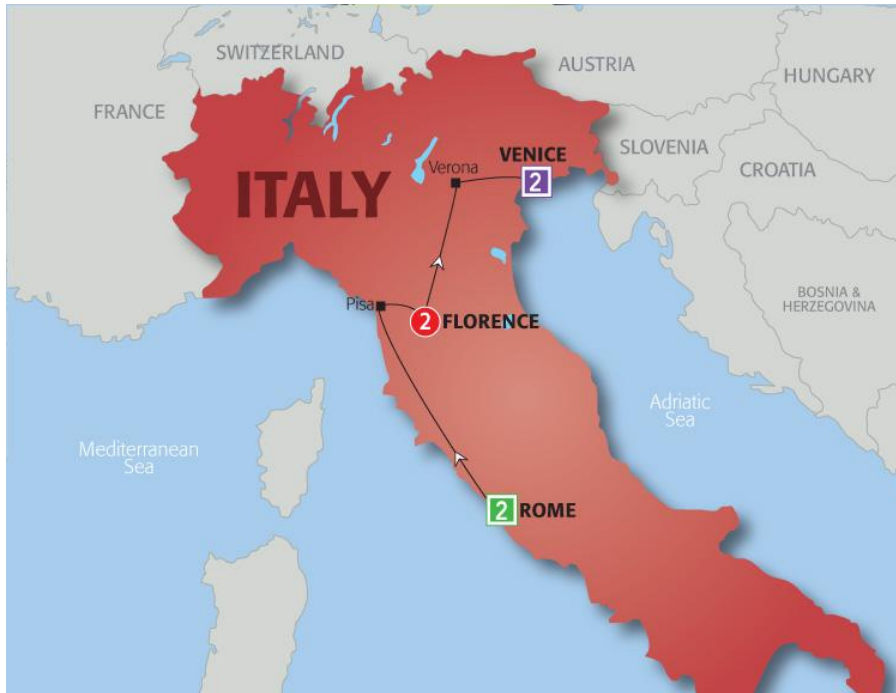 SWITZERLAND
AUSTRIA
HUNGARY
FRANCE
SLOVENIA
CROATIA
VENICE
2
Verona
ITALY
BOSNIA &
HERZEGOVINA
Pisa
2 FLORENCE
Adriatic
Sea
Mediterranean
Sea
2 ROME